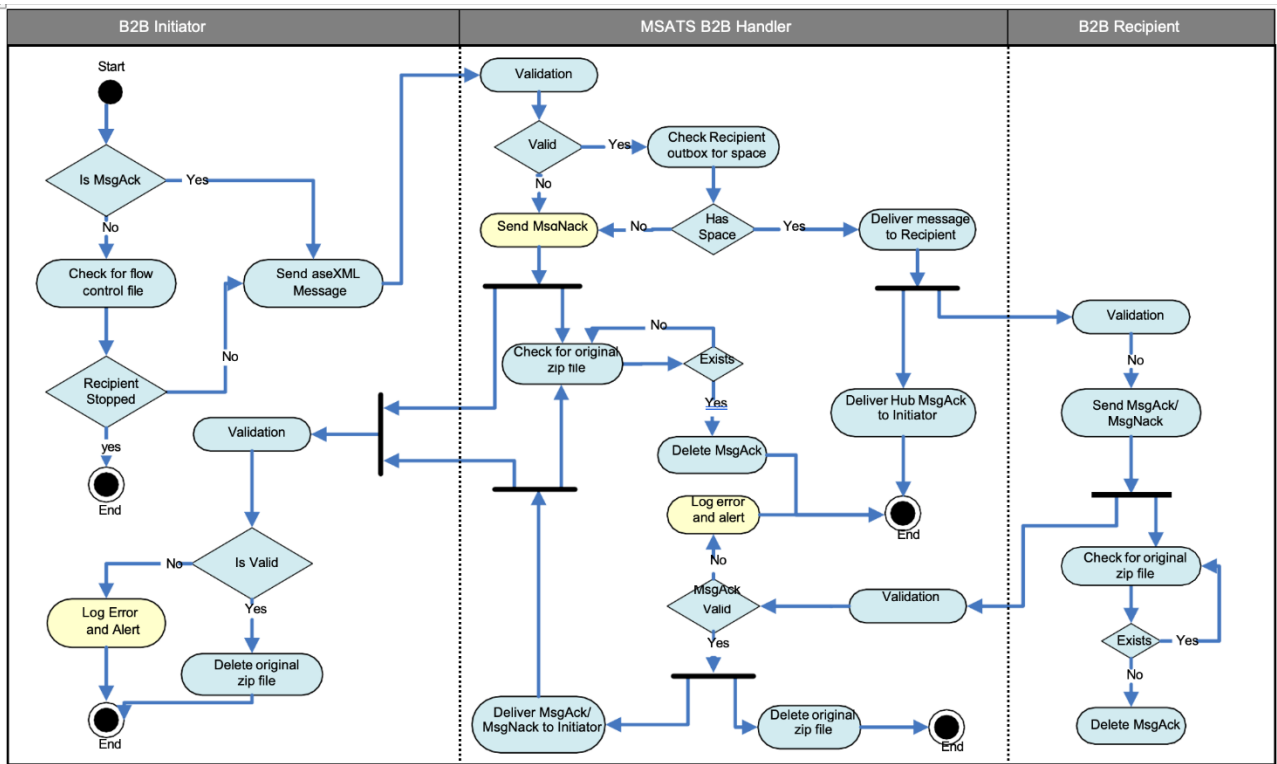 B2B Initiator
MSATS B2B Handler
B2B Recipient
Start
Is MsgAck
Yes
No
Check for flow
control file
Send aseXML
Message
No
Recipient
Stopped
yes
End
Validation
Is Valid
No
Yes
Log Error
and Alert
Delete original
zip file
End
Validation
Valid
Yes
Check Recipient
outbox for space
No
Send MsgNack
No
Has
Space
Yes
Deliver message
to Recipient
No
Check for original
zip file
Exists
Yes
Delete MsgAck
Deliver Hub MsgAck
to Initiator
Log error
and alert
End
No
MsgAck
Valid
Validation
Yes
Deliver MsgAck/
MsgNack to Initiator
Delete original
zip file
End
Validation
No
Send MsgAck/
MsgNack
Check for original
zip file
Exists
Yes
No
Delete MsgAck